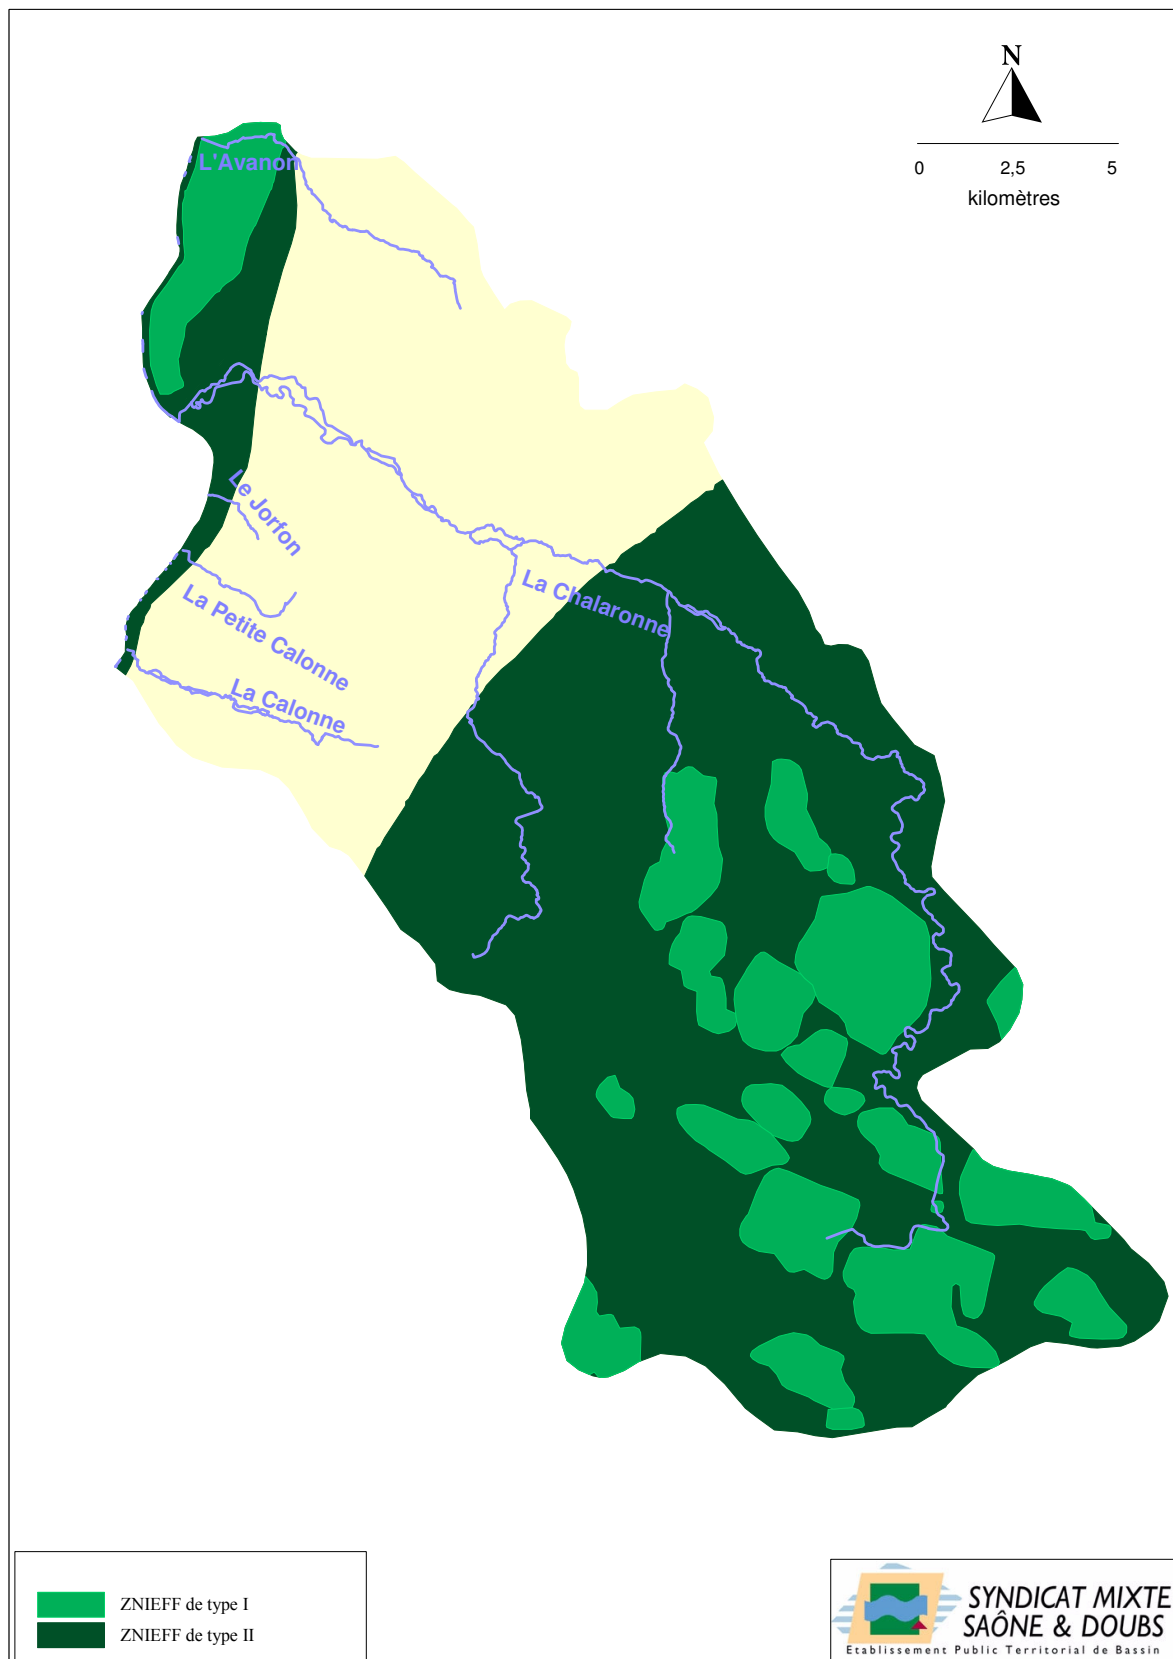 N
0 2,5 5
kilomètres
L'Avanon
Le Jorfon
La Chalaronne
La Petite Calonne
La Calonne
ZNIEFF de type I
ZNIEFF de type II
SYNDICAT MIXTE
SAÔNE & DOUBS
Etablissement Public Territorial de Bassin